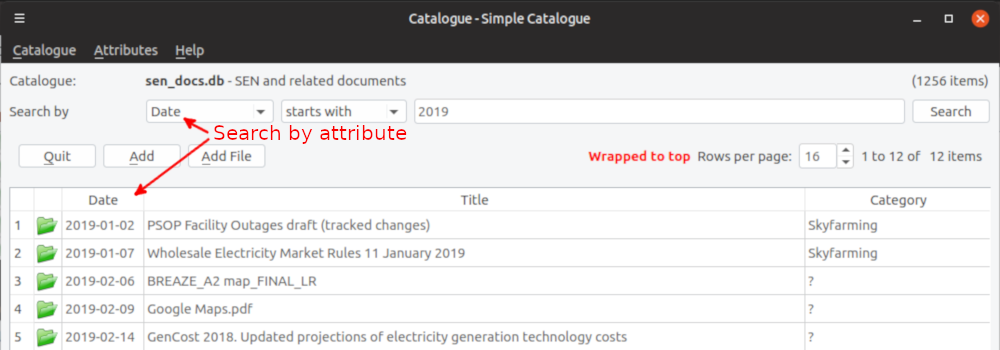 Catalogue - Simple Catalogue
Catalogue Attributes Help
Catalogue: sen_docs.db - SEN and related documents (1256 items)
Search by Date starts with 2019 Search
Search by attribute
Quit Add Add File Wrapped to top Rows per page: 16 1 to 12 of 12 items
Date Title Category
1 2019-01-02 PSOP Facility Outages draft (tracked changes) Skyfarming
2 2019-01-07 Wholesale Electricity Market Rules 11 January 2019 Skyfarming
3 2019-02-06 BREAZE_A2 map_FINAL_LR ?
4 2019-02-09 Google Maps.pdf ?
5 2019-02-14 GenCost 2018. Updated projections of electricity generation technology costs ?